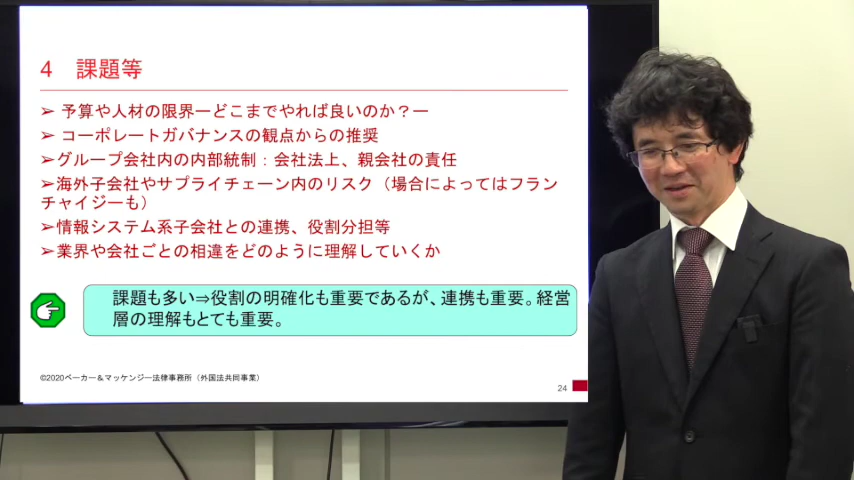 4 課題等
➢ 予算や人材の限界ーどこまでやれば良いのか？ー
➢ コーポレートガバナンスの観点からの推奨
➢グループ会社内の内部統制：会社法上、親会社の責任
➢海外子会社やサプライチェーン内のリスク（場合によってはフラン
チャイジーも）
➢情報システム系子会社との連携、役割分担等
➢業界や会社ごとの相違をどのように理解していくか
課題も多い⇒役割の明確化も重要であるが、連携も重要。経営
層の理解もとても重要。
©2020ベーカー＆マッケンジー法律事務所（外国法共同事業）
24